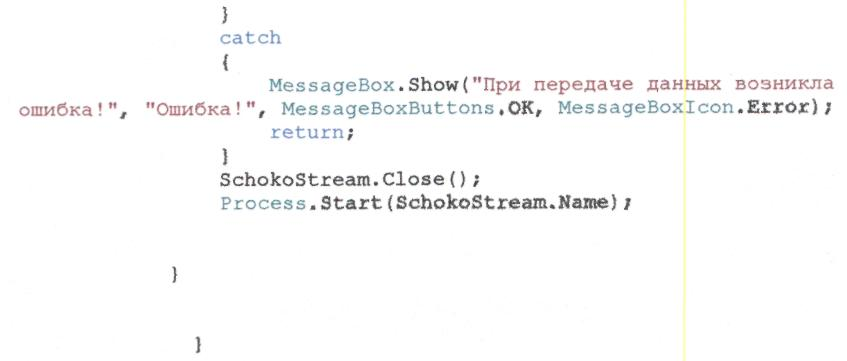 }
catch
{
MessageBox.Show("При передаче данных возникла
ошибка!", "Ошибка!", MessageBoxButtons.OK, MessageBoxIcon.Error);
return;
}
SchokoStream.Close();
Process.Start(SchokoStream.Name);
}
}